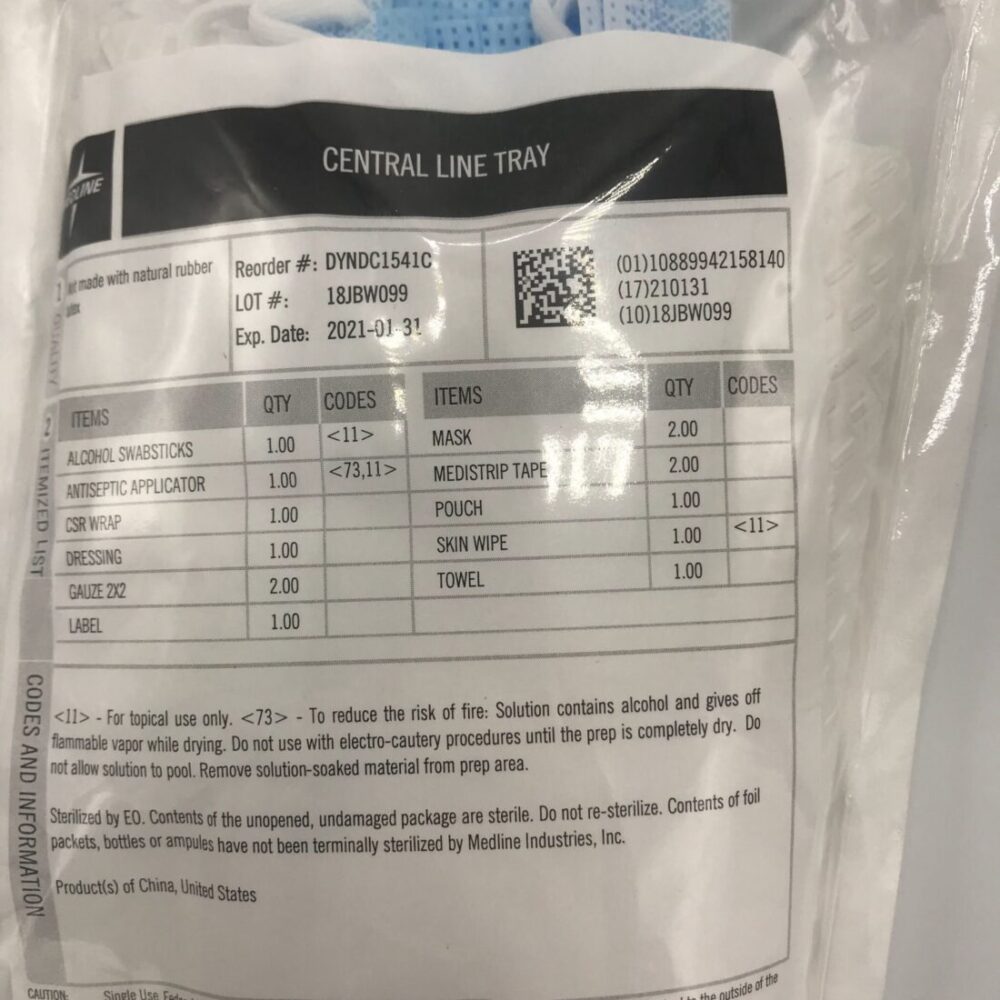 CENTRAL LINE TRAY
made with natural rubber
Reorder #: DYNDC1541C
LOT #: 18JBW099
Exp. Date: 2021-01-31
(01)10889942158140
(17)210131
(10)18JBW099
1 QUALITY
2 ITEMIZED LIST
ITEMS QTY CODES
ALCOHOL SWABSTICKS 1.00 <11>
ANTISEPTIC APPLICATOR 1.00 <73,11>
CSR WRAP 1.00
DRESSING 1.00
GAUZE 2X2 2.00
LABEL 1.00
ITEMS QTY CODES
MASK 2.00
MEDISTRIP TAPE 2.00
POUCH 1.00
SKIN WIPE 1.00 <11>
TOWEL 1.00
CODES AND INFORMATION
<11> - For topical use only. <73> - To reduce the risk of fire: Solution contains alcohol and gives off
flammable vapor while drying. Do not use with electro-cautery procedures until the prep is completely dry. Do
not allow solution to pool. Remove solution-soaked material from prep area.
Sterilized by EO. Contents of the unopened, undamaged package are sterile. Do not re-sterilize. Contents of foil
packets, bottles or ampules have not been terminally sterilized by Medline Industries, Inc.
Product(s) of China, United States
CAUTION: Single Use the outside of the